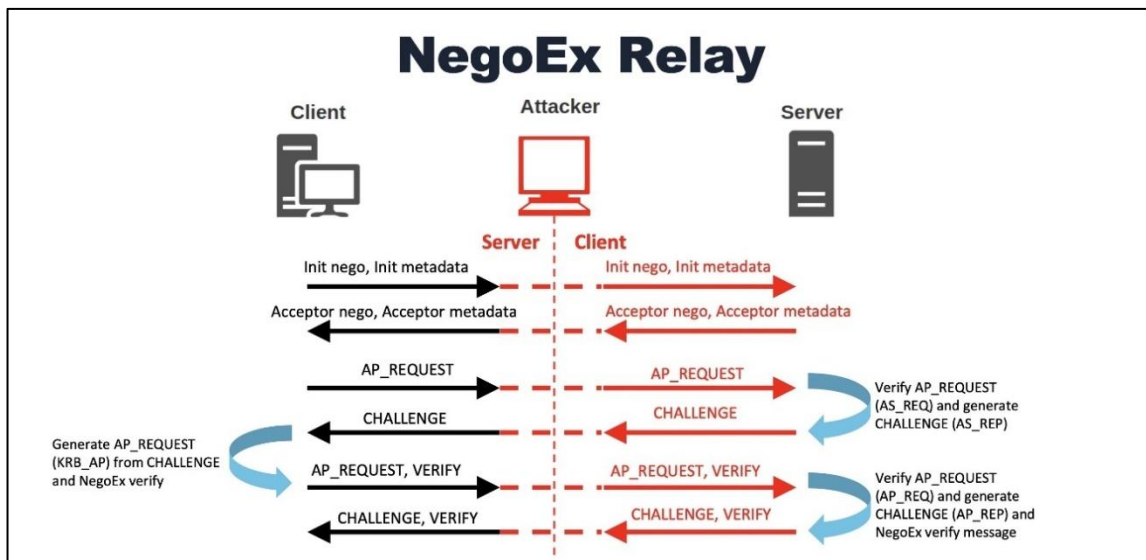 NegoEx Relay
Client
Attacker
Server
Server
Client
Init nego, Init metadata
Init nego, Init metadata
Acceptor nego, Acceptor metadata
Acceptor nego, Acceptor metadata
AP_REQUEST
AP_REQUEST
Verify AP_REQUEST
(AS_REQ) and generate
CHALLENGE (AS_REP)
CHALLENGE
CHALLENGE
Generate AP_REQUEST
(KRB_AP) from CHALLENGE
and NegoEx verify
AP_REQUEST, VERIFY
AP_REQUEST, VERIFY
Verify AP_REQUEST
(AP_REQ) and generate
CHALLENGE (AP_REP) and
NegoEx verify message
CHALLENGE, VERIFY
CHALLENGE, VERIFY